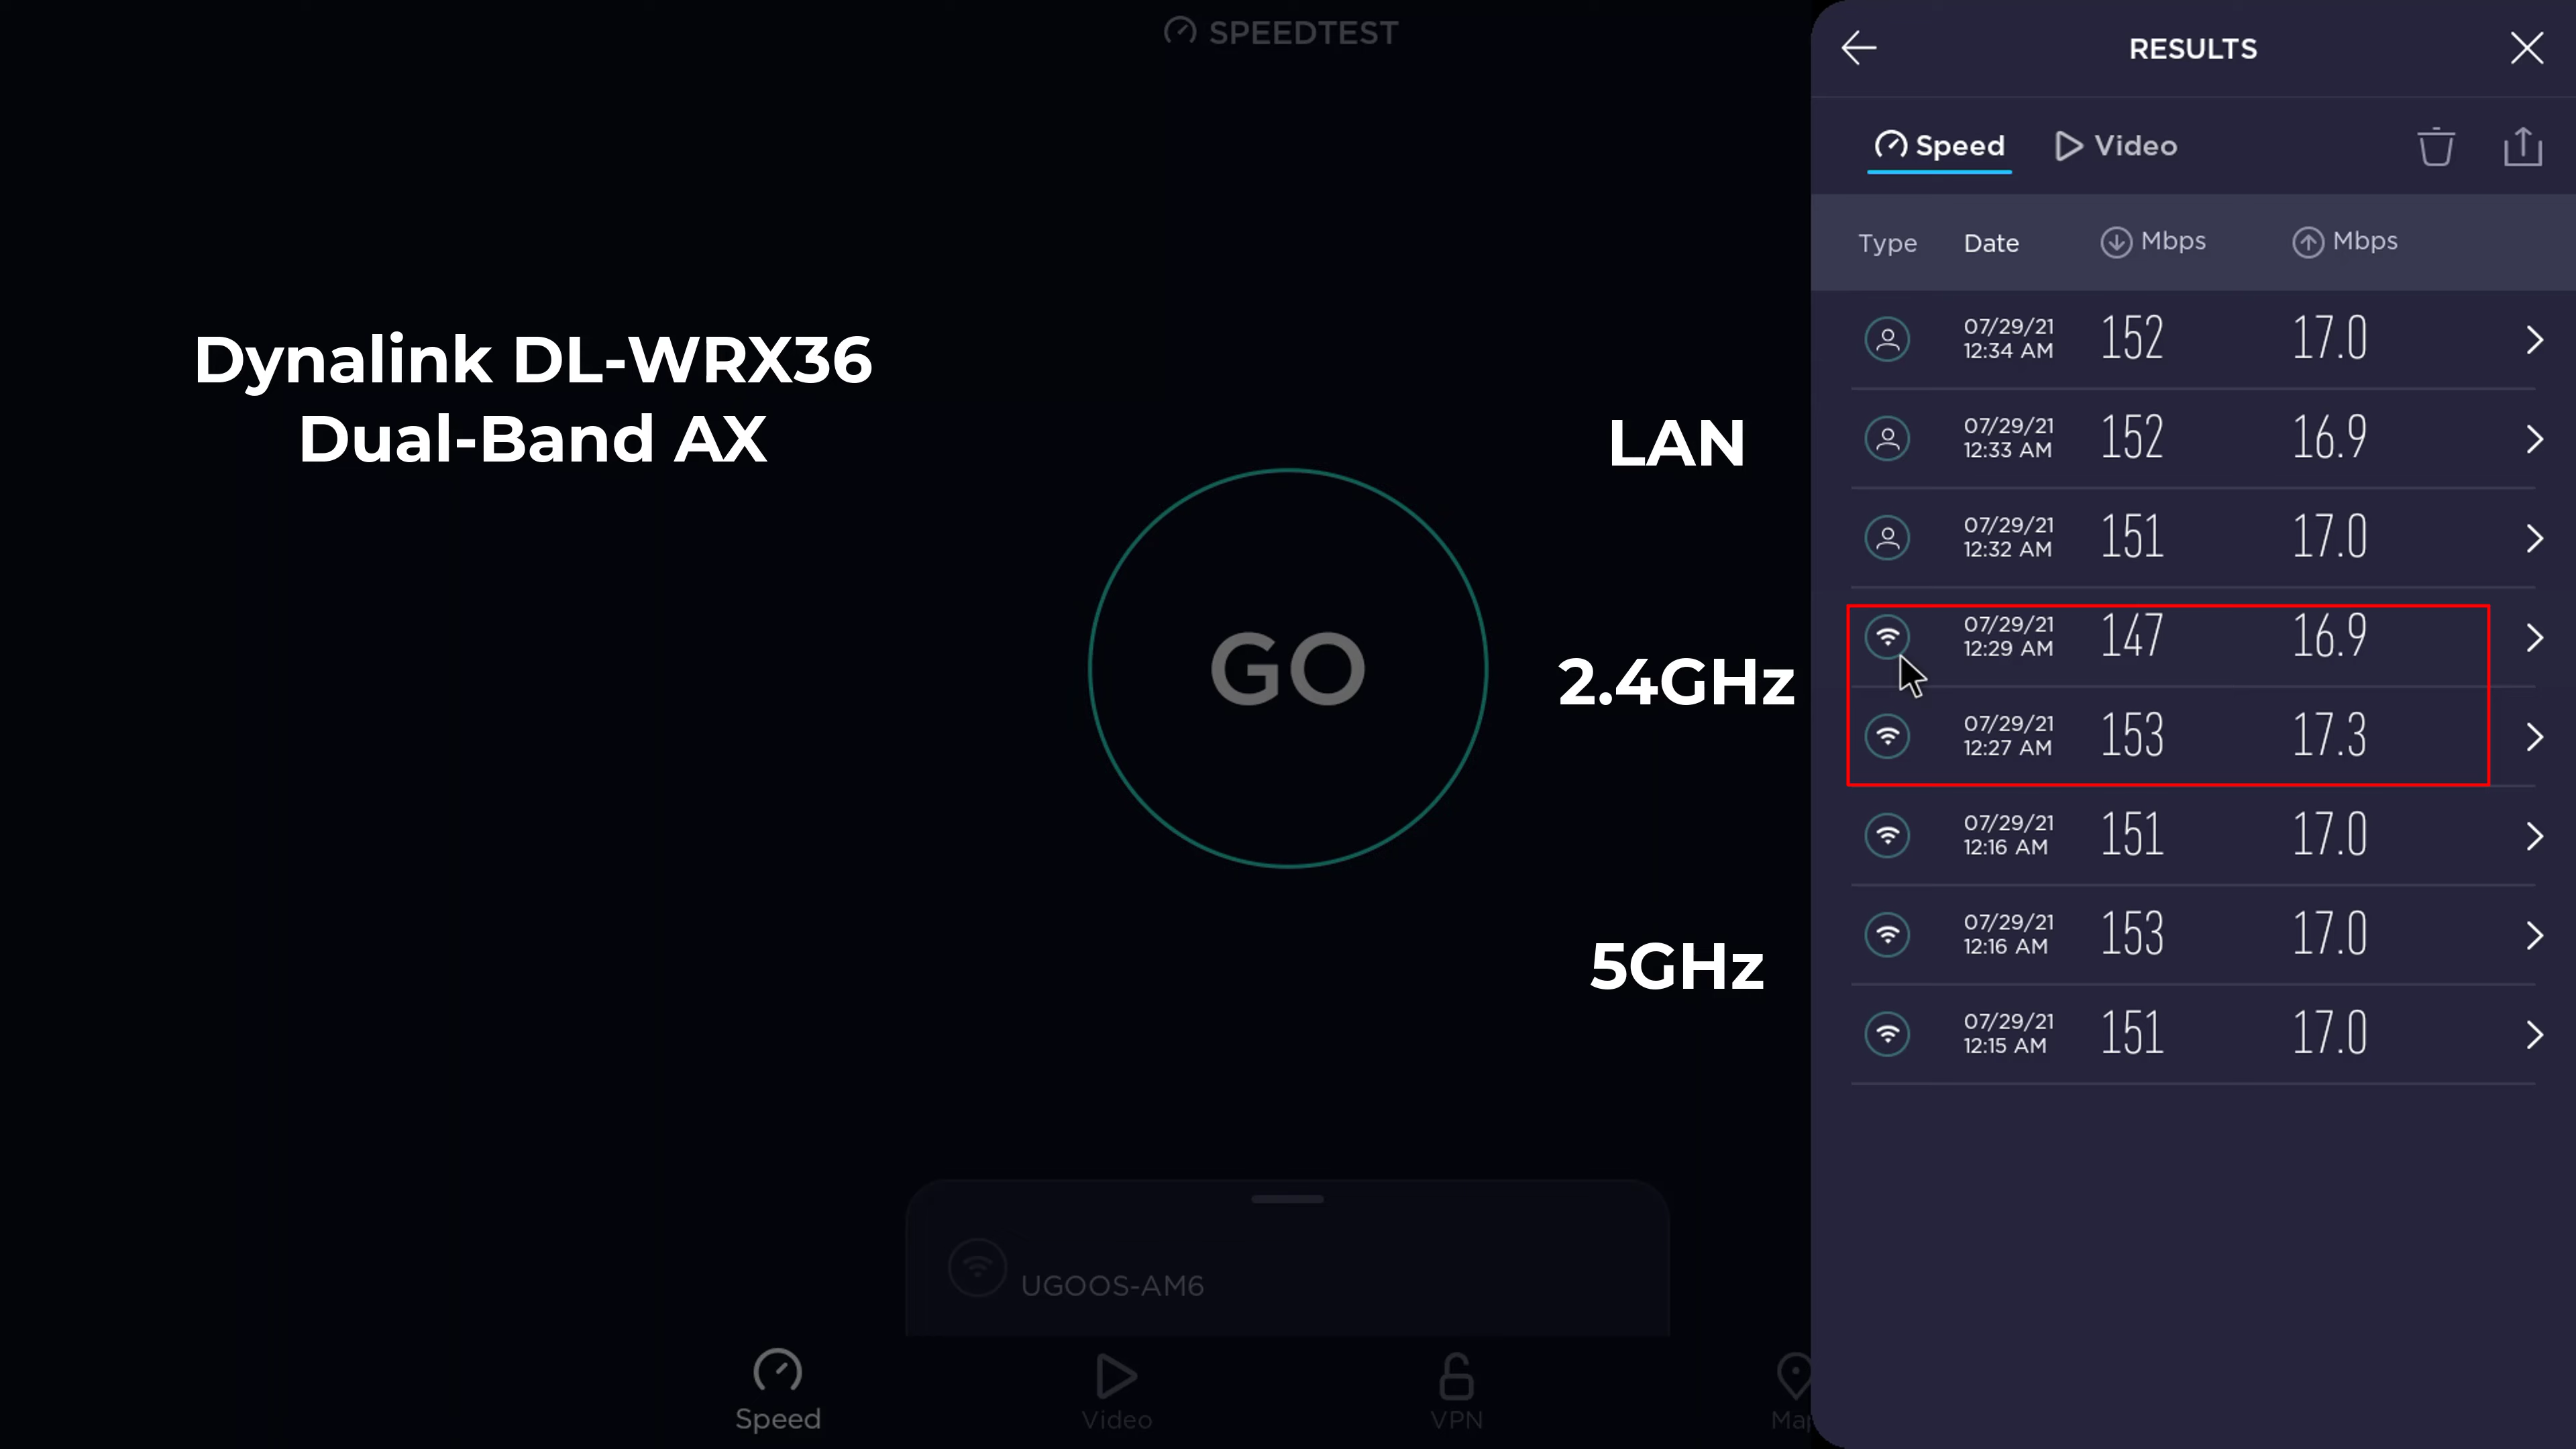 SPEEDTEST
Dynalink DL-WRX36
Dual-Band AX
GO
LAN
2.4GHz
5GHz
UGOOS-AM6
Speed
Video
VPN
Map
RESULTS
Speed Video
Type Date Mbps Mbps
07/29/21
12:34 AM 152 17.0
07/29/21
12:33 AM 152 16.9
07/29/21
12:32 AM 151 17.0
07/29/21
12:29 AM 147 16.9
07/29/21
12:27 AM 153 17.3
07/29/21
12:16 AM 151 17.0
07/29/21
12:16 AM 153 17.0
07/29/21
12:15 AM 151 17.0